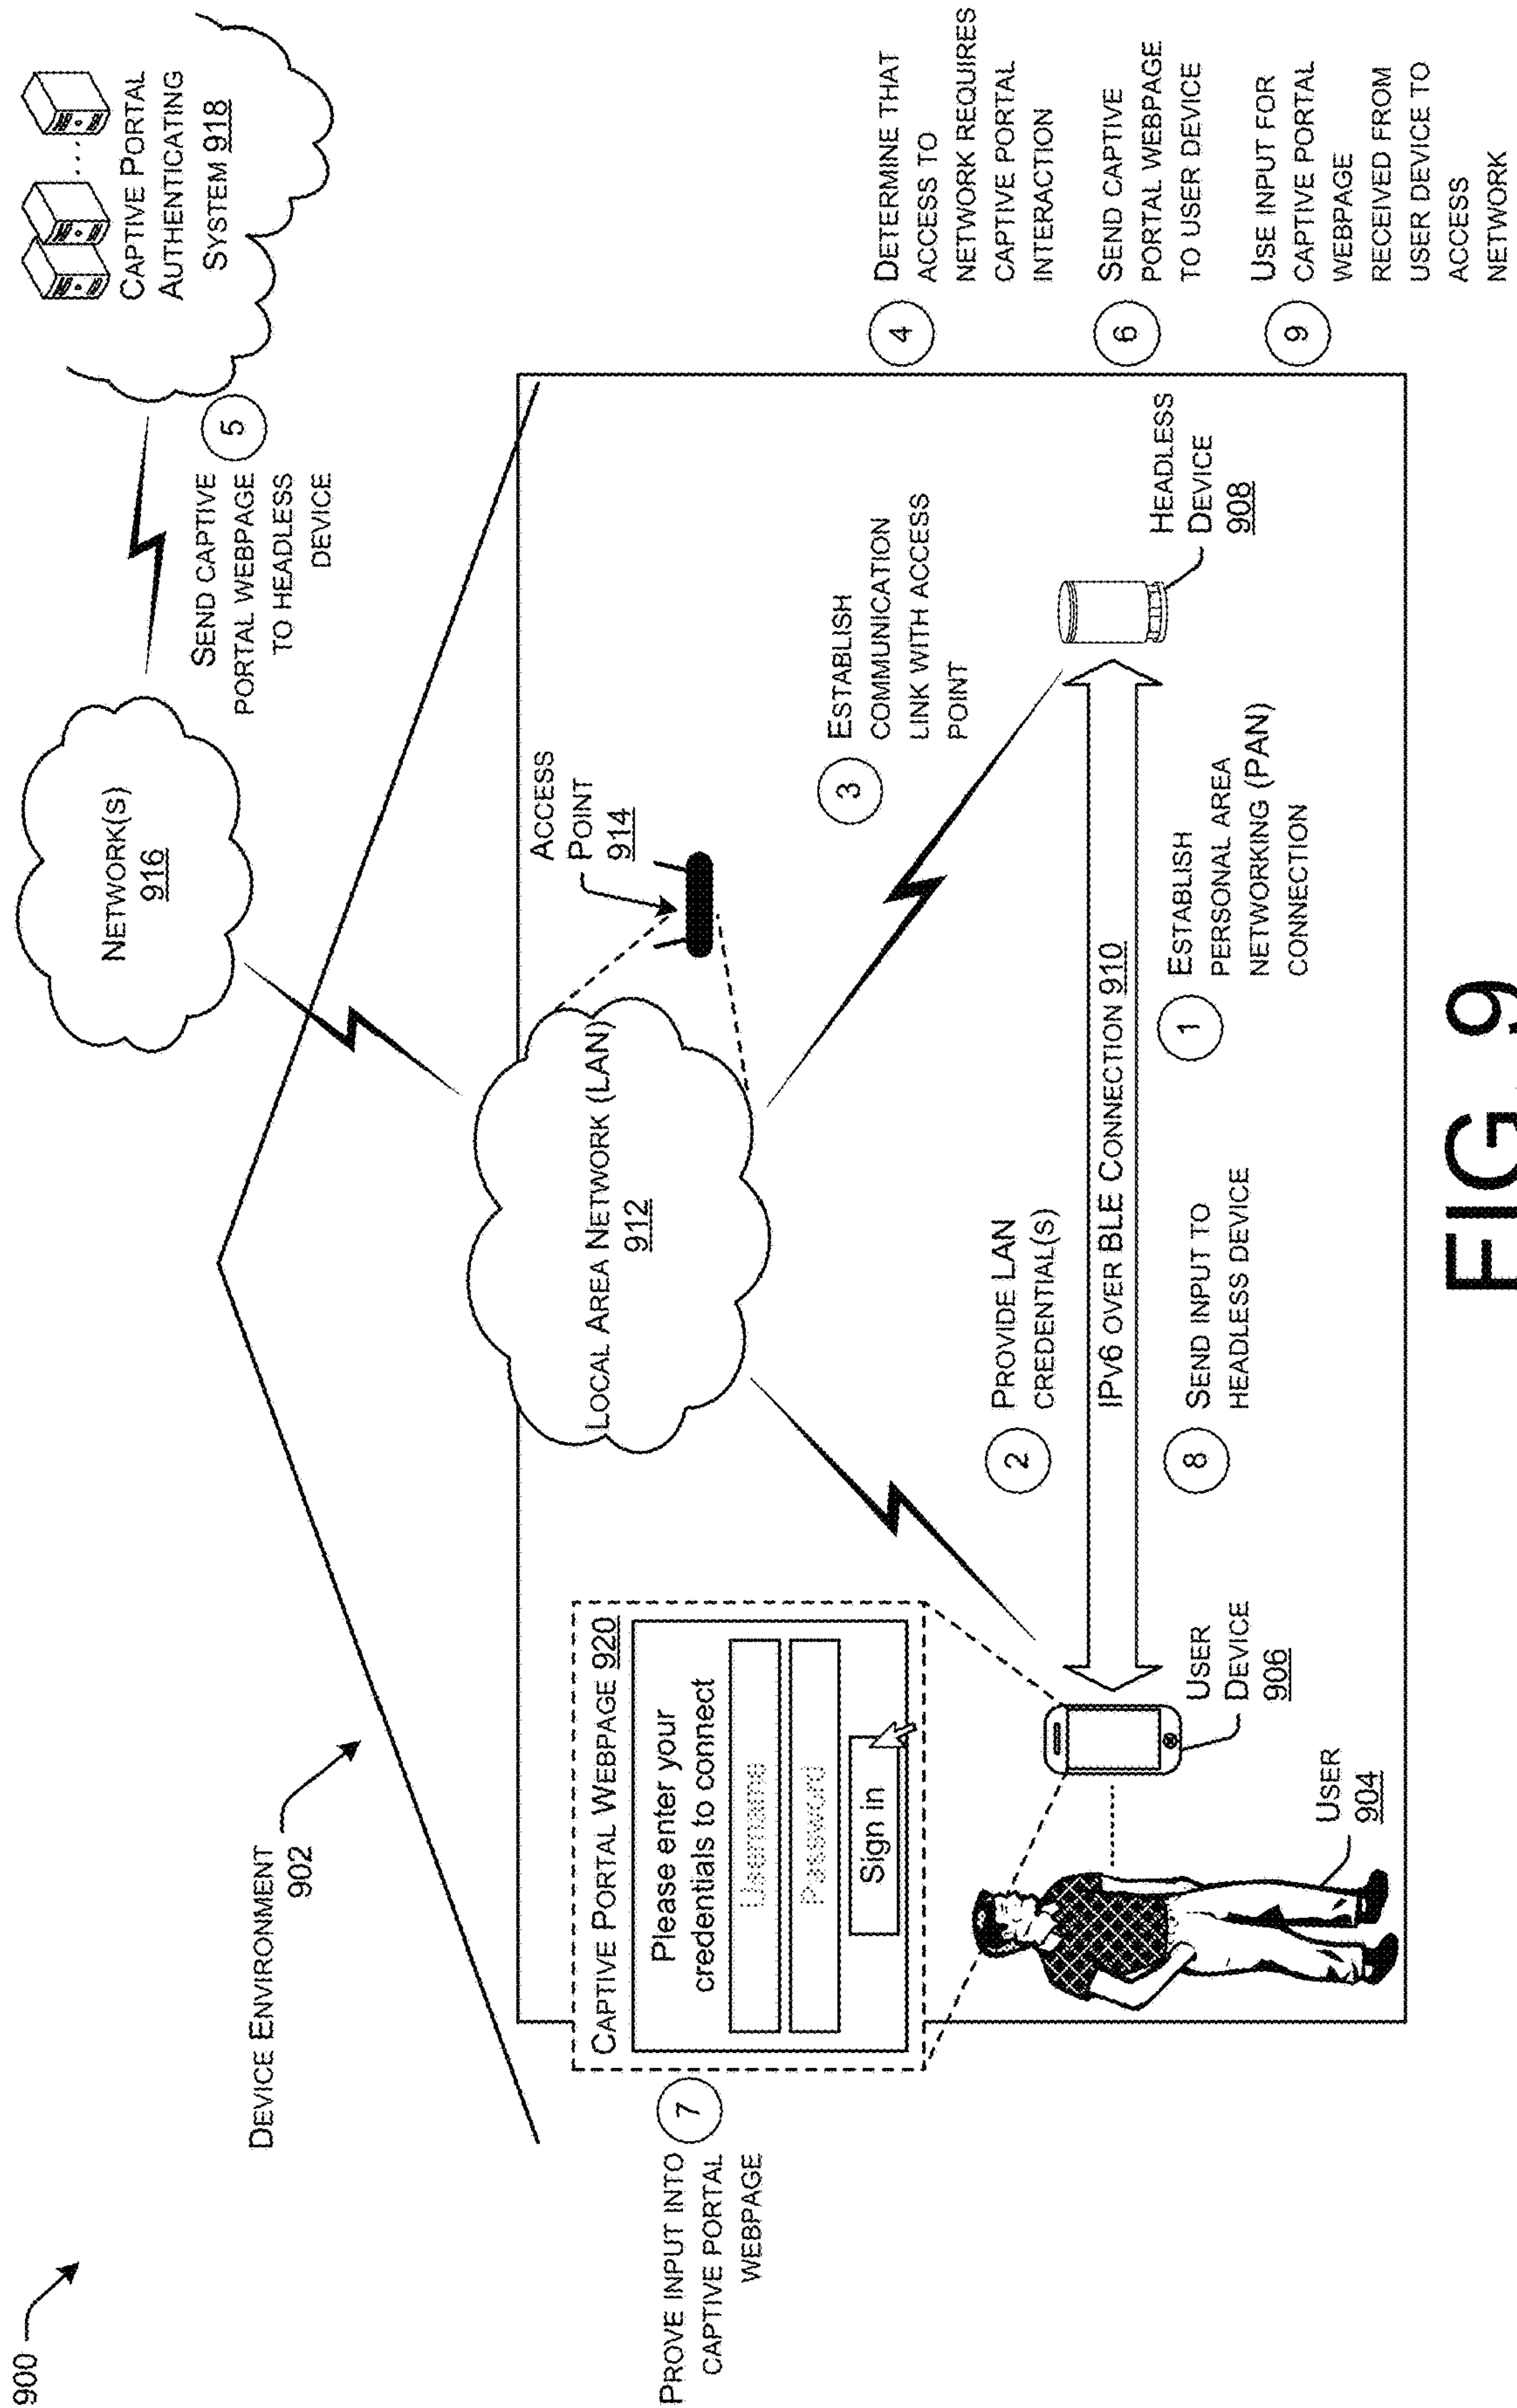 900
DEVICE ENVIRONMENT
902
NETWORK(S)
916
CAPTIVE PORTAL
AUTHENTICATING
SYSTEM 918
5
SEND CAPTIVE
PORTAL WEBPAGE
TO HEADLESS
DEVICE
7
PROVE INPUT INTO
CAPTIVE PORTAL
WEBPAGE
CAPTIVE PORTAL WEBPAGE 920
Please enter your
credentials to connect
Username
Password
Sign in
LOCAL AREA NETWORK (LAN)
912
ACCESS
POINT
914
3
ESTABLISH
COMMUNICATION
LINK WITH ACCESS
POINT
4
DETERMINE THAT
ACCESS TO
NETWORK REQUIRES
CAPTIVE PORTAL
INTERACTION
2
PROVIDE LAN
CREDENTIAL(S)
IPV6 OVER BLE CONNECTION 910
6
SEND CAPTIVE
PORTAL WEBPAGE
TO USER DEVICE
8
SEND INPUT TO
HEADLESS DEVICE
1
ESTABLISH
PERSONAL AREA
NETWORKING (PAN)
CONNECTION
HEADLESS
DEVICE
908
USER
DEVICE
906
USER
904
9
USE INPUT FOR
CAPTIVE PORTAL
WEBPAGE
RECEIVED FROM
USER DEVICE TO
ACCESS
NETWORK
FIG. 9